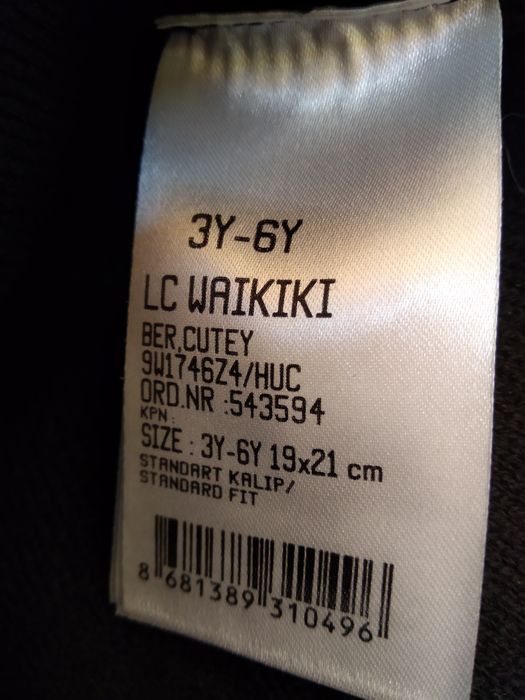 3Y-6Y
LC WAIKIKI
BER.CUTEY
9W1746Z4/HUC
ORD.NR :543594
KPN :
SIZE : 3Y-6Y 19x21 cm
STANDART KALIP/
STANDARD FIT
8 681389 310496